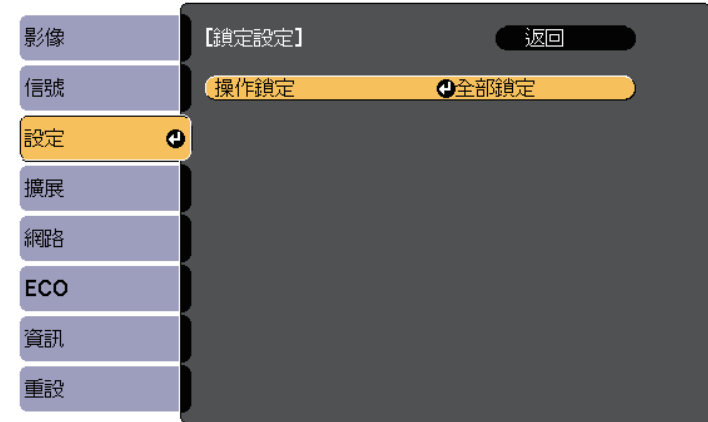 影像
信號
設定
擴展
網路
ECO
資訊
重設
[鎖定設定]
返回
操作鎖定 全部鎖定